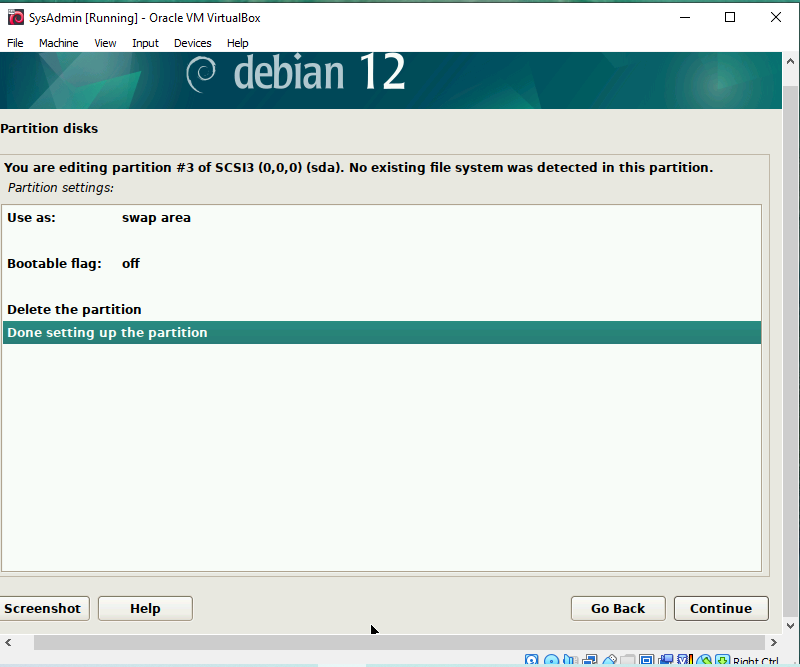 SysAdmin [Running] - Oracle VM VirtualBox
File Machine View Input Devices Help
debian 12
Partition disks
You are editing partition #3 of SCSI3 (0,0,0) (sda). No existing file system was detected in this partition.
Partition settings:
Use as: swap area
Bootable flag: off
Delete the partition
Done setting up the partition
Screenshot Help Go Back Continue
Right Ctrl